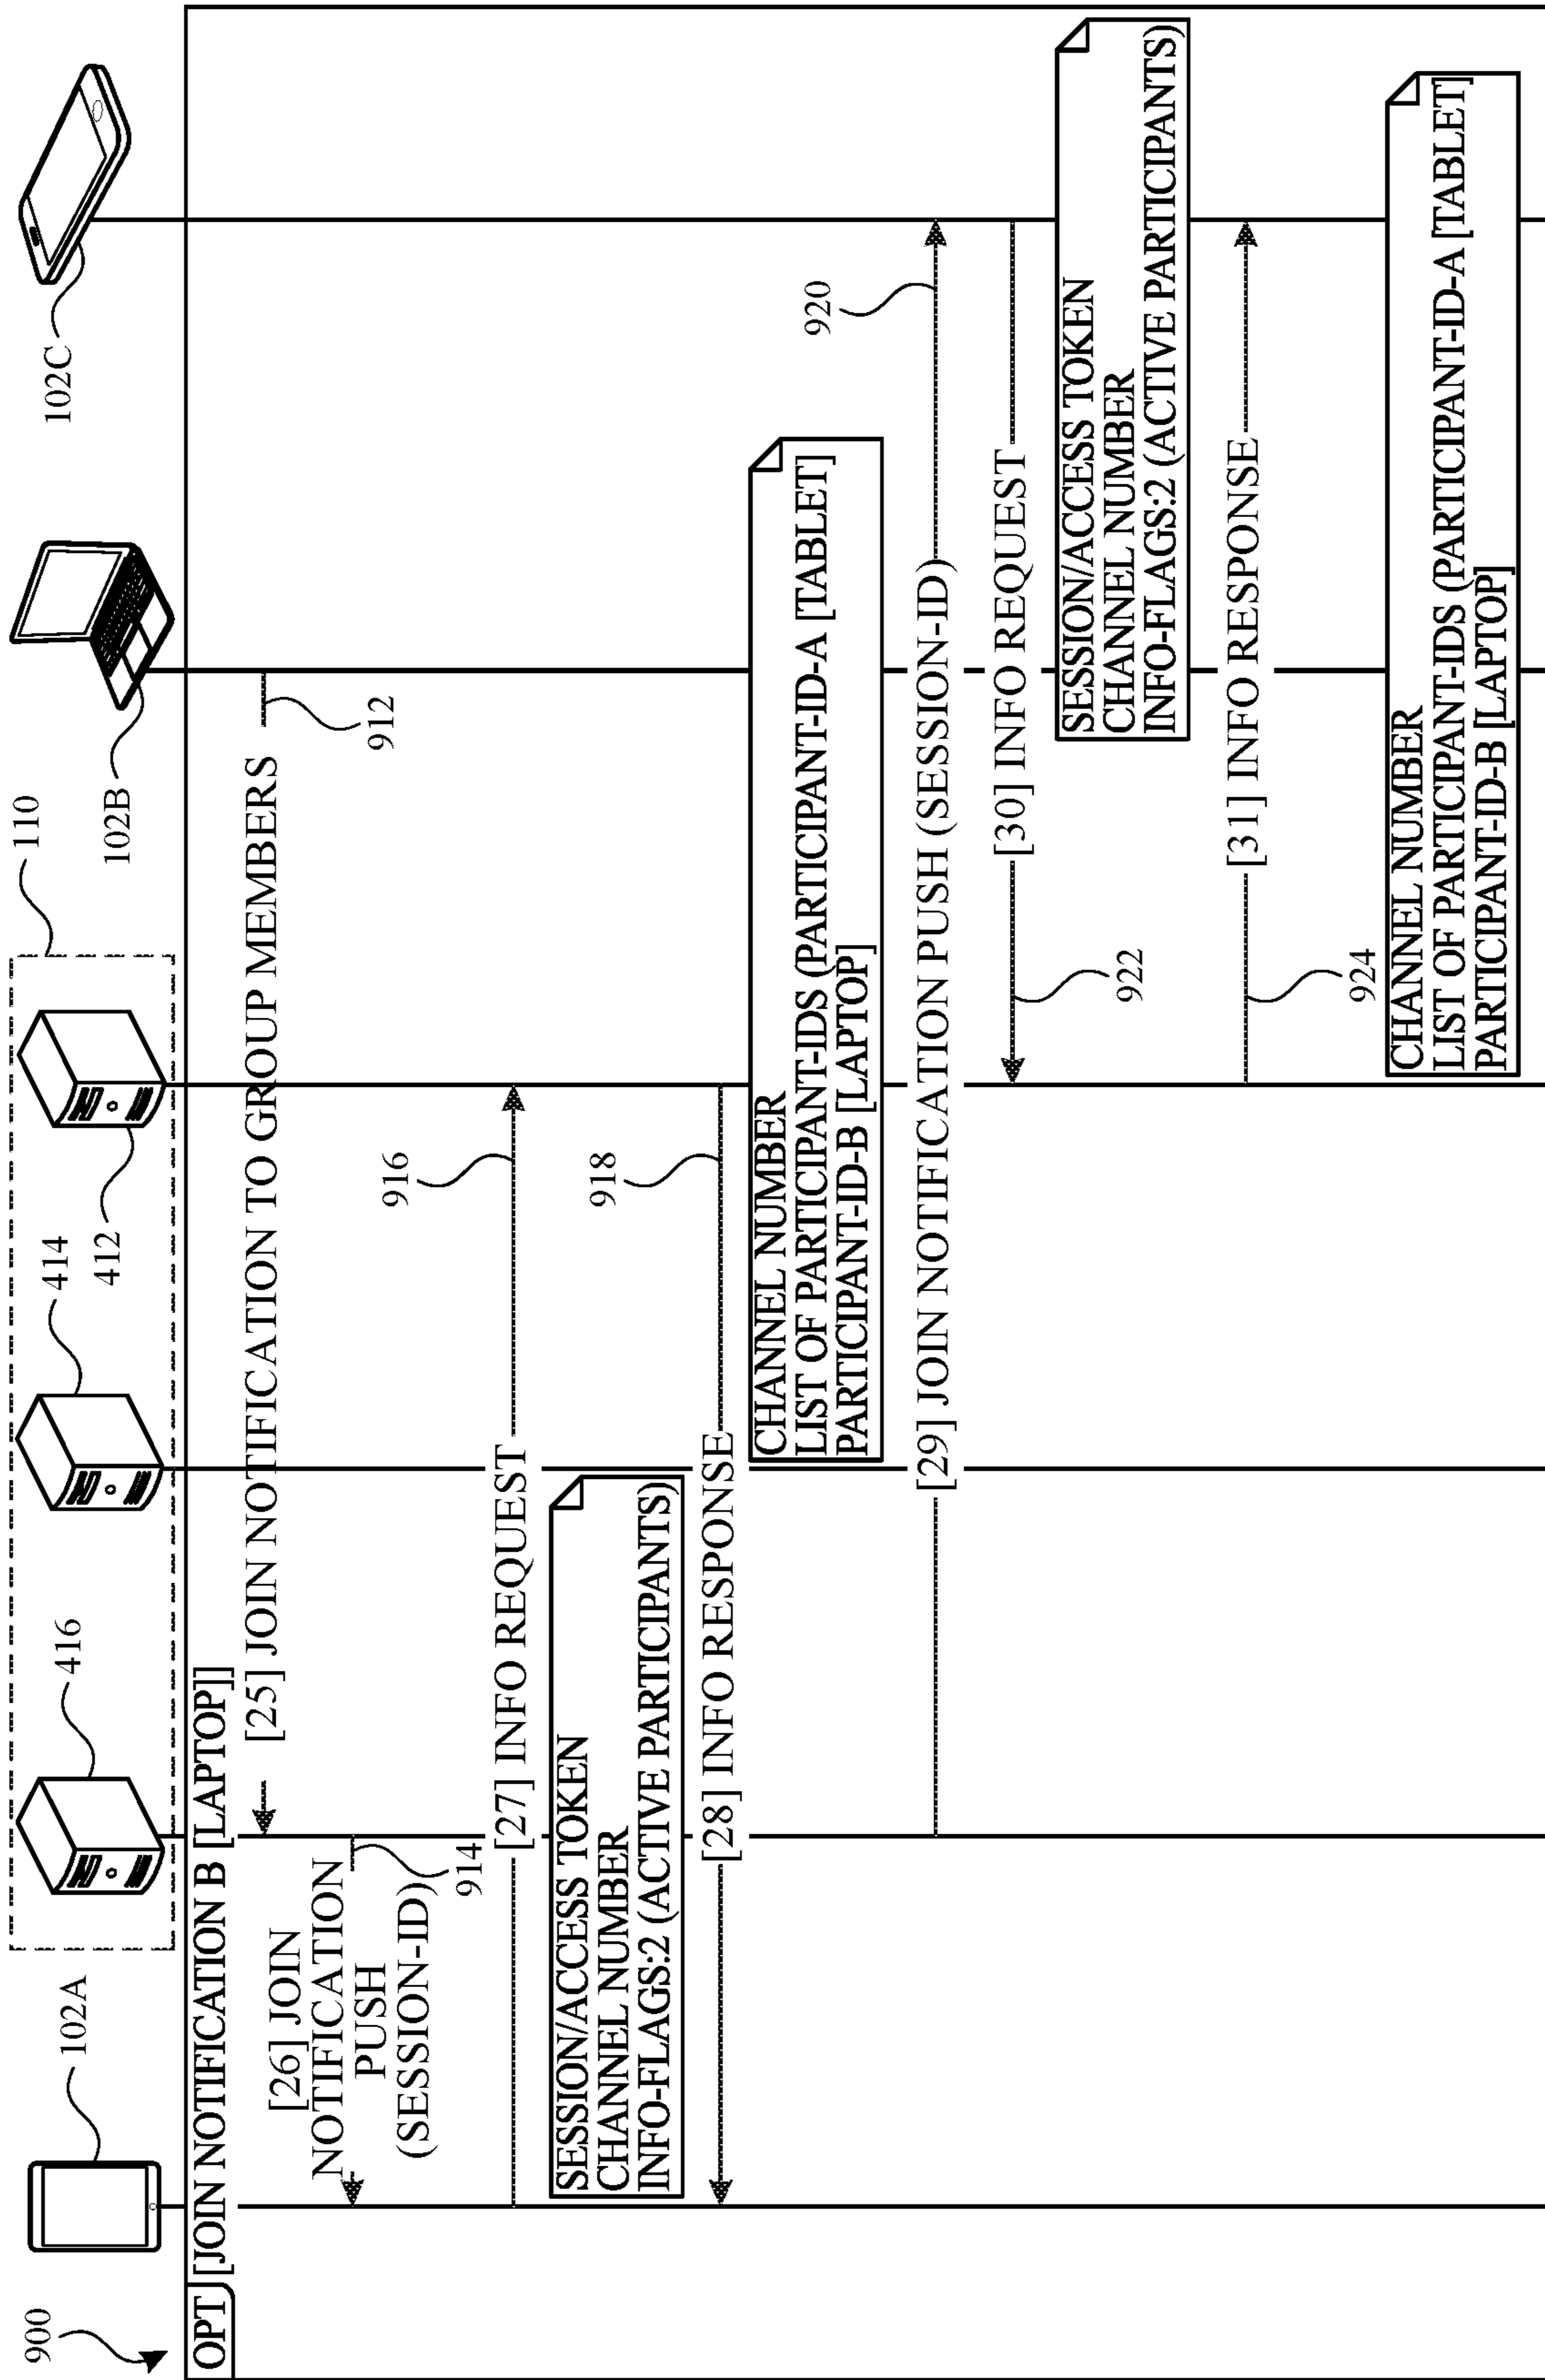 900
102A
416
414
412
110
102B
102C
OPT
[JOIN NOTIFICATION B [LAPTOP]]
[25] JOIN NOTIFICATION TO GROUP MEMBERS
912
[26] JOIN
NOTIFICATION
PUSH
(SESSION-ID)
914
916
[27] INFO REQUEST
SESSION/ACCESS TOKEN
CHANNEL NUMBER
INFO-FLAGS:2 (ACTIVE PARTICIPANTS)
918
[28] INFO RESPONSE
CHANNEL NUMBER
LIST OF PARTICIPANT-IDS (PARTICIPANT-ID-A [TABLET]
PARTICIPANT-ID-B [LAPTOP]
920
[29] JOIN NOTIFICATION PUSH (SESSION-ID)
[30] INFO REQUEST
922
SESSION/ACCESS TOKEN
CHANNEL NUMBER
INFO-FLAGS:2 (ACTIVE PARTICIPANTS)
[31] INFO RESPONSE
924
CHANNEL NUMBER
LIST OF PARTICIPANT-IDS (PARTICIPANT-ID-A [TABLET]
PARTICIPANT-ID-B [LAPTOP]